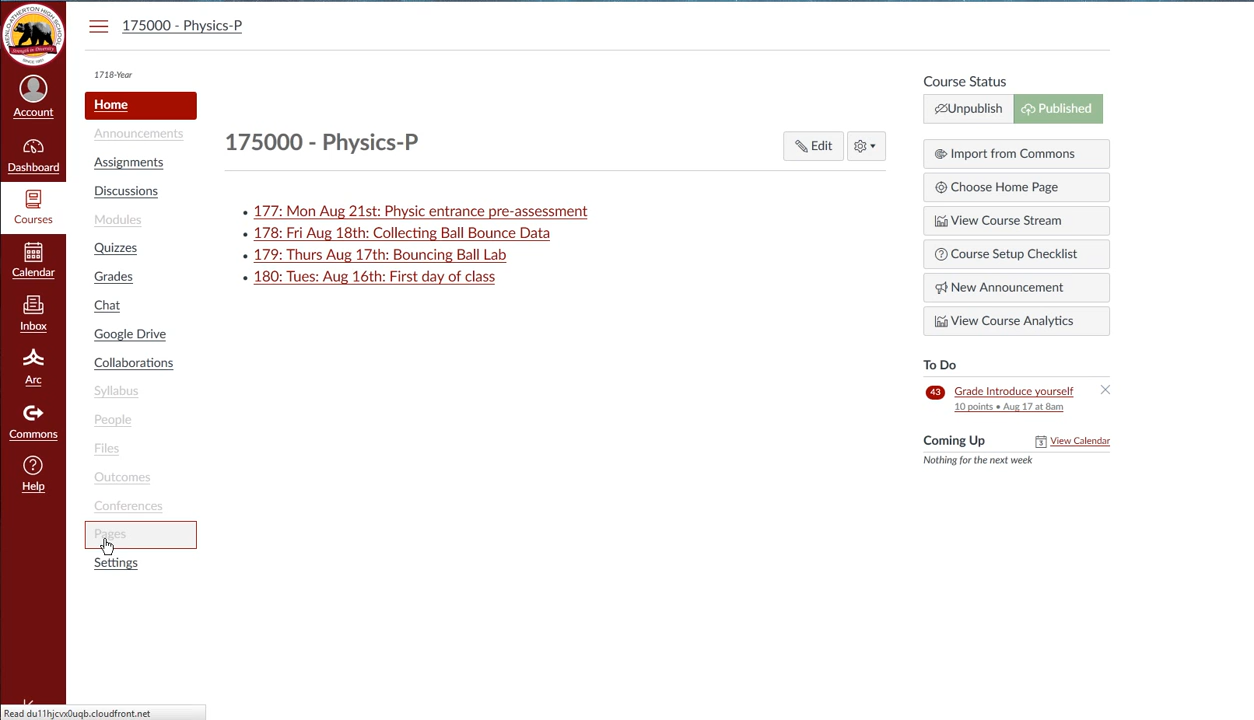 175000 - Physics-P
Account
Dashboard
Courses
Calendar
Inbox
Arc
Commons
Help
1718-Year
Home
Announcements
Assignments
Discussions
Modules
Quizzes
Grades
Chat
Google Drive
Collaborations
Syllabus
People
Files
Outcomes
Conferences
Pages
Settings
175000 - Physics-P
Edit
177: Mon Aug 21st: Physic entrance pre-assessment
178: Fri Aug 18th: Collecting Ball Bounce Data
179: Thurs Aug 17th: Bouncing Ball Lab
180: Tues: Aug 16th: First day of class
Course Status
Unpublish
Published
Import from Commons
Choose Home Page
View Course Stream
Course Setup Checklist
New Announcement
View Course Analytics
To Do
43 Grade Introduce yourself
10 points • Aug 17 at 8am
Coming Up
View Calendar
Nothing for the next week
Read du11hjcvx0uqb.cloudfront.net